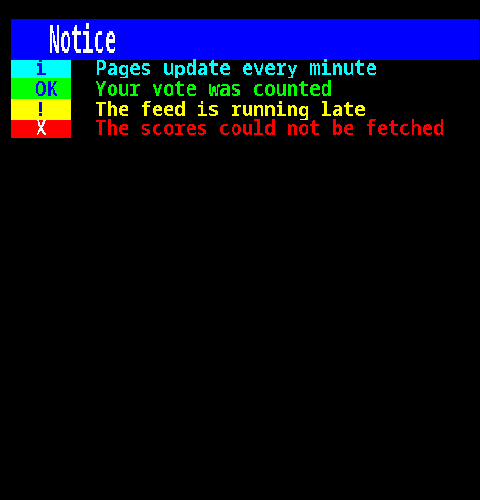 Notice
i Pages update every minute
OK Your vote was counted
! The feed is running late
X The scores could not be fetched